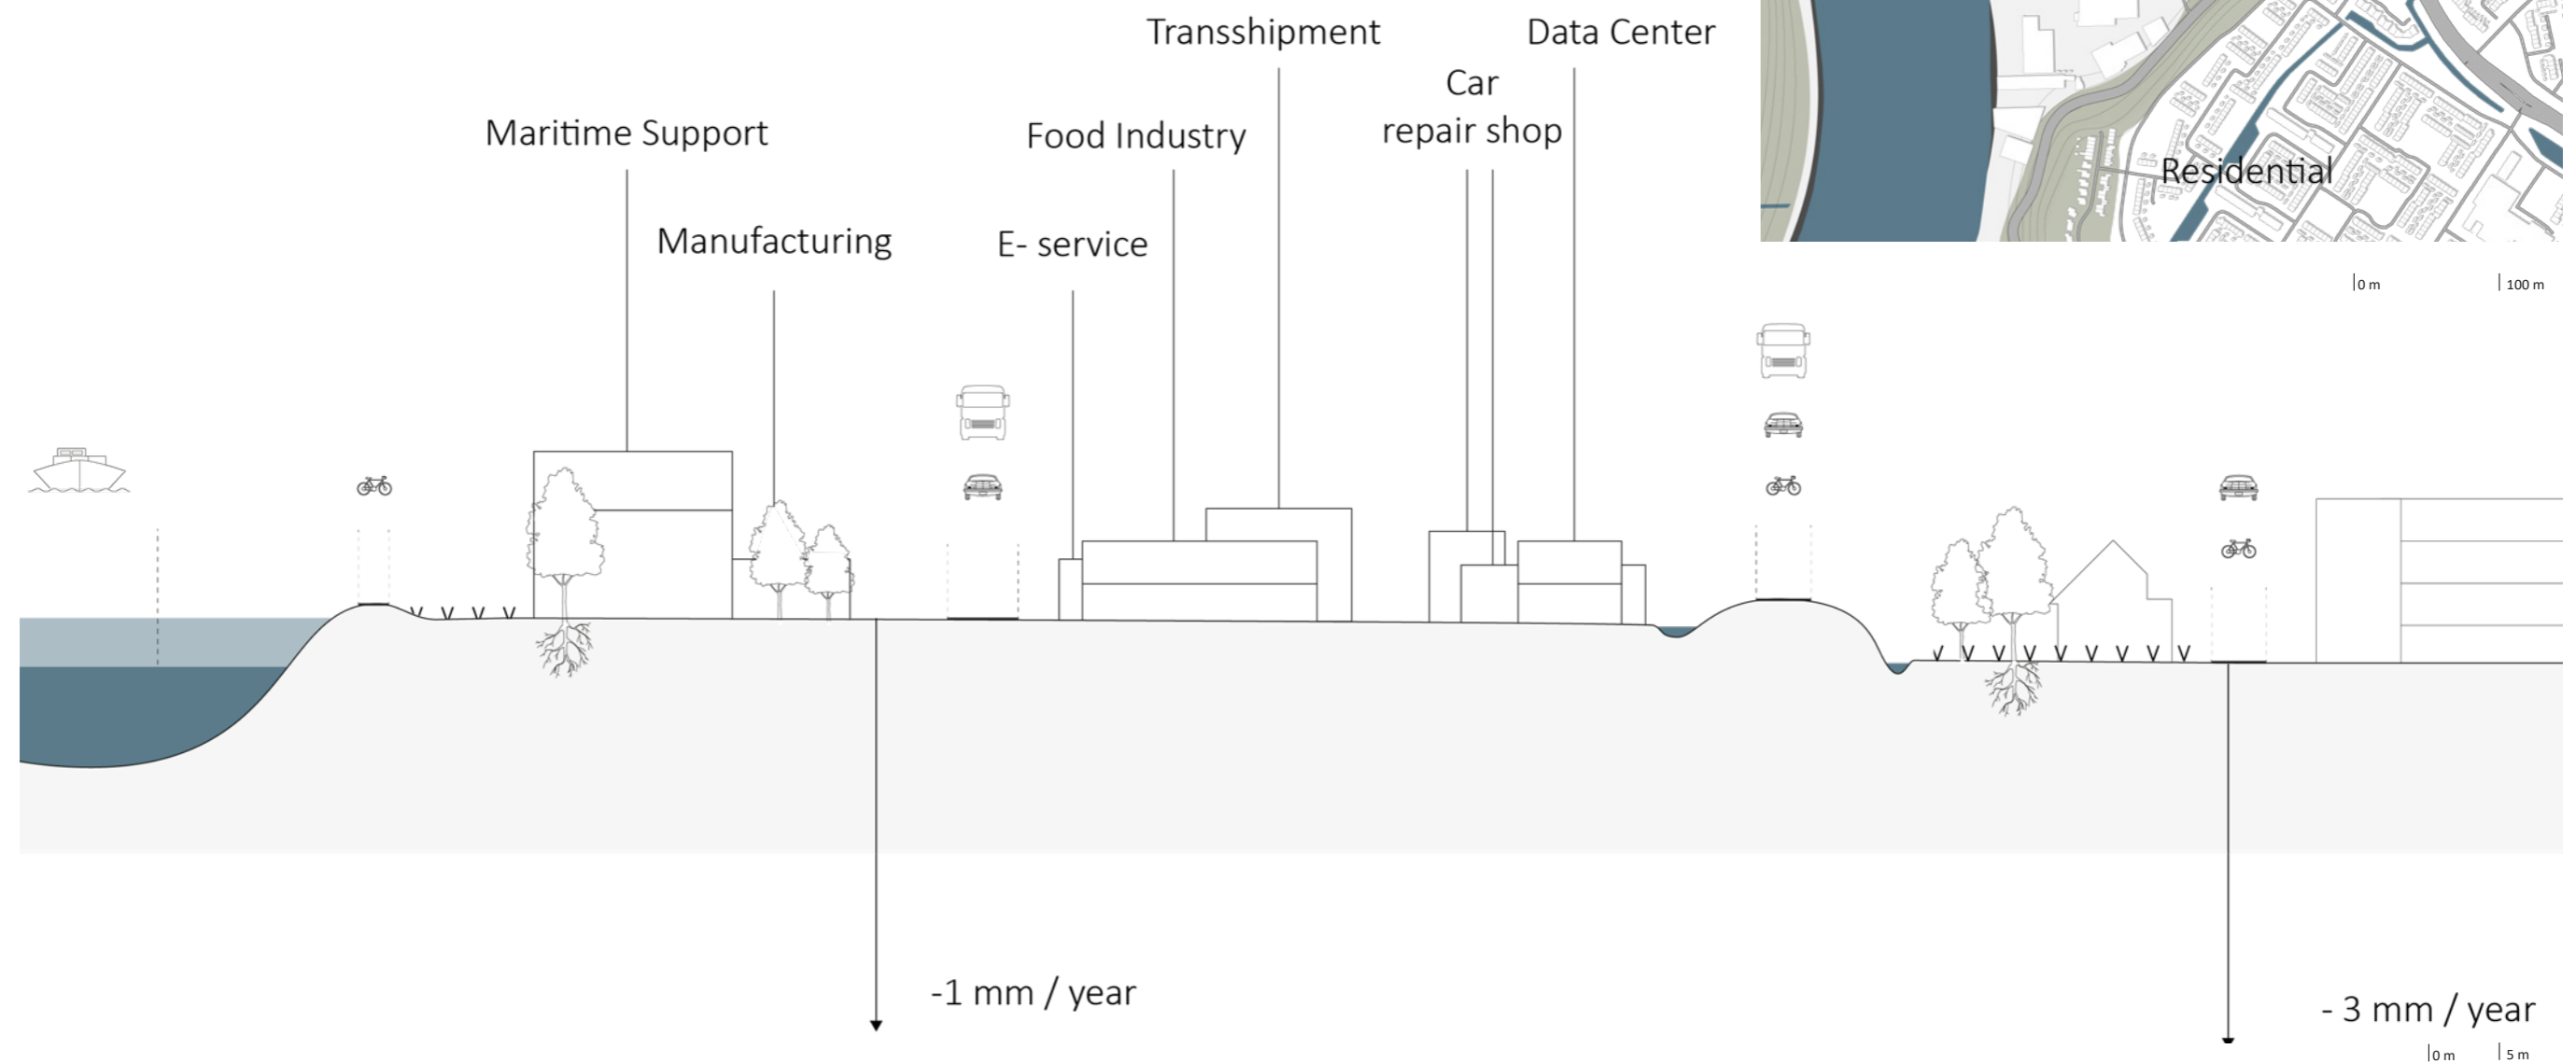 Transshipment
Data Center
Car
repair shop
Maritime Support
Food Industry
Residential
Manufacturing
E- service
0 m
100 m
-1 mm / year
- 3 mm / year
0 m
5 m